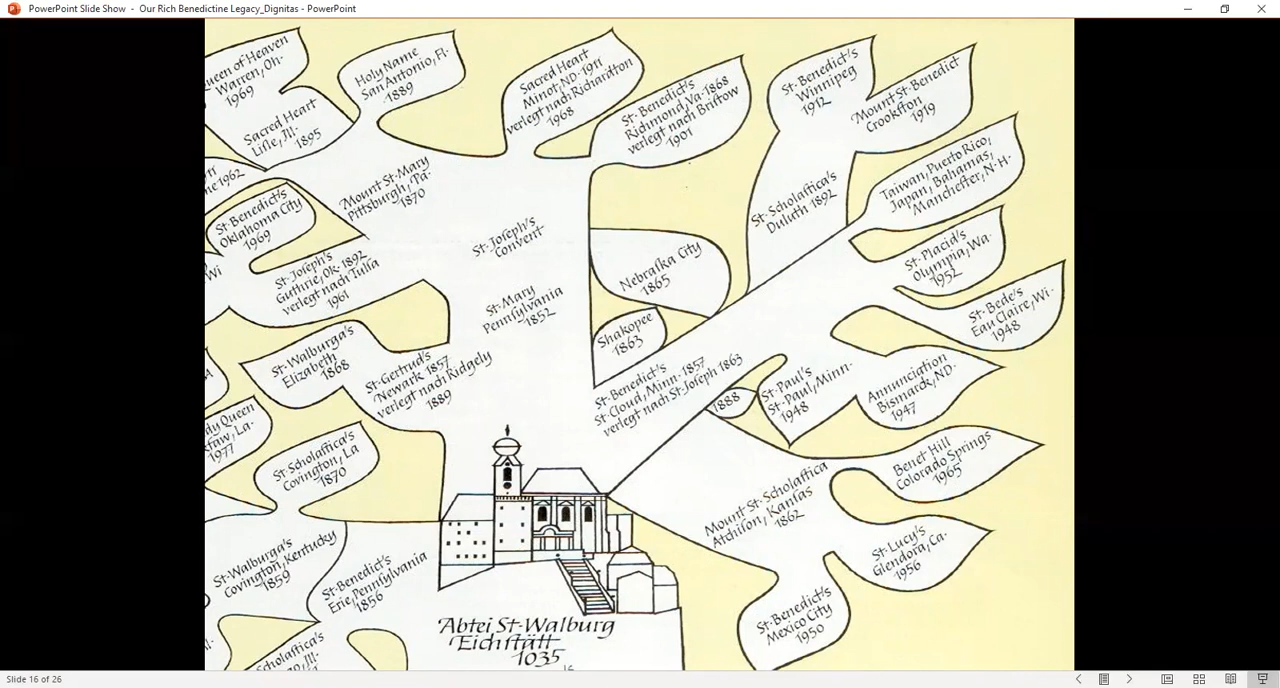 PowerPoint Slide Show - Our Rich Benedictine Legacy_Dignitas - PowerPoint
Queen of Heaven
Warren, Oh.
1969
Sacred Heart
Lisle, Ill.
1895
Holy Name
San Antonio, Fl.
1889
Sacred Heart
Minot, ND. 1911
verlegt nach Richardton
1968
St. Benedict's
Richmond, Va. 1868
verlegt nach Bristow
1901
St. Benedict's
Winnipeg
1912
Mount St. Benedict
Crookston
1919
Taiwan, Puerto Rico,
Japan, Bahamas,
Manchester, N.H.
St. Scholastica's
Duluth 1892
St. Placid's
Olympia, Wa.
1952
St. Bede's
Eau Claire, Wi.
1948
Mount St. Mary
Pittsburgh, Pa.
1870
1962
St. Benedict's
Oklahoma City
1969
Wi
St. Joseph's
Guthrie, Ok. 1892
verlegt nach Tulsa
1961
St. Joseph's
Convent
St. Mary
Pennsylvania
1852
Nebraska City
1865
Shakopee
1863
St. Benedict's
St. Cloud, Minn. 1857
verlegt nach St. Joseph 1863
1888
St. Paul's
St. Paul, Minn.
1948
Annunciation
Bismarck, ND.
1947
St. Walburga's
Elizabeth
1868
St. Gertrud's
Newark 1857
verlegt nach Ridgely
1889
Queen
La.
1977
St. Scholastica's
Covington, La
1870
Benet Hill
Colorado Springs
1965
Mount St. Scholastica
Atchison, Kansas
1862
St. Lucy's
Glendora, Ca.
1956
St. Benedict's
Mexico City
1950
St. Walburga's
Covington, Kentucky
1859
St. Benedict's
Erie, Pennsylvania
1856
Scholastica's
Ill.
Abtei St. Walburg
Eichstätt
1035
Slide 16 of 26